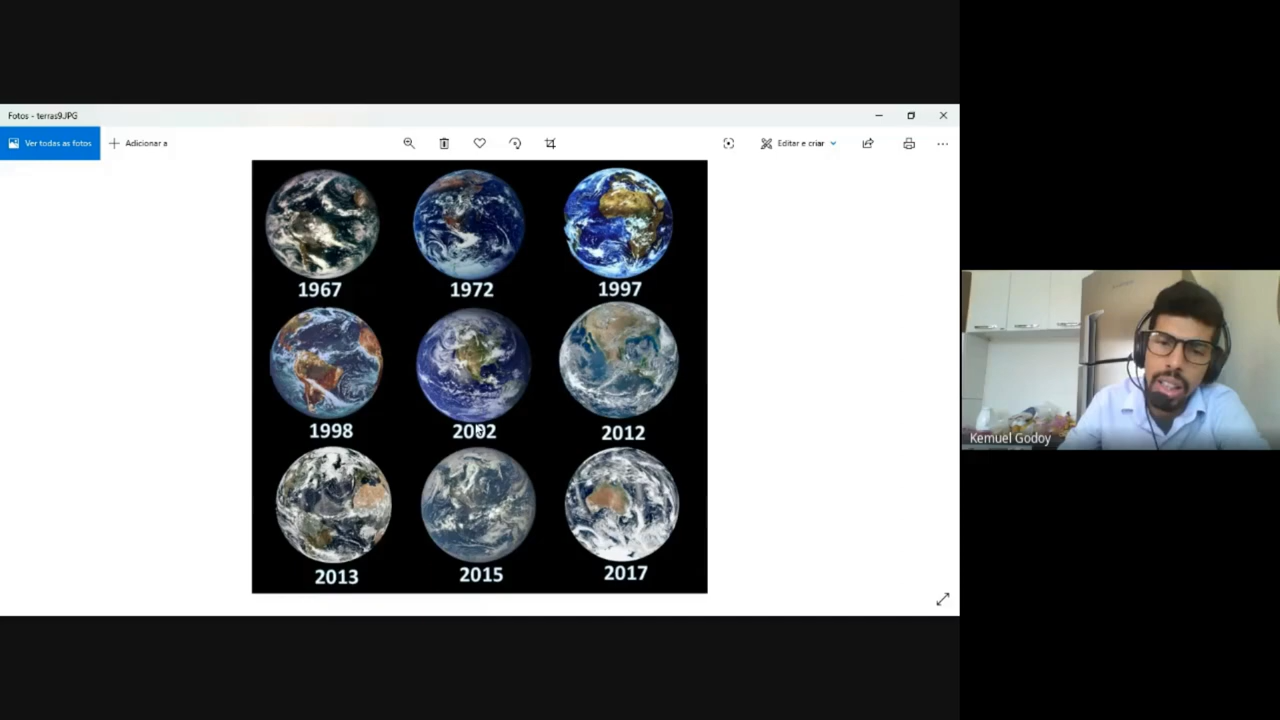 Fotos - terras9.JPG
Ver todas as fotos
Adicionar a
Editar e criar
1967 1972 1997
1998 2002 2012
2013 2015 2017
Kemuel Godoy